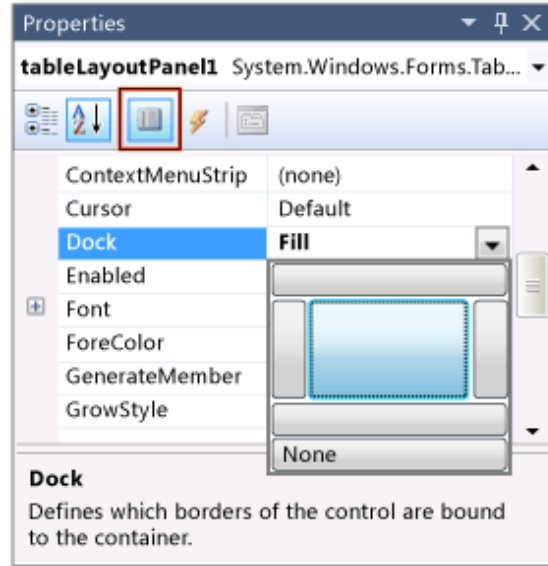 Properties
tableLayoutPanel1 System.Windows.Forms.Tab...
ContextMenuStrip (none)
Cursor Default
Dock Fill
Enabled
Font
ForeColor
GenerateMember
GrowStyle
None
Dock
Defines which borders of the control are bound
to the container.